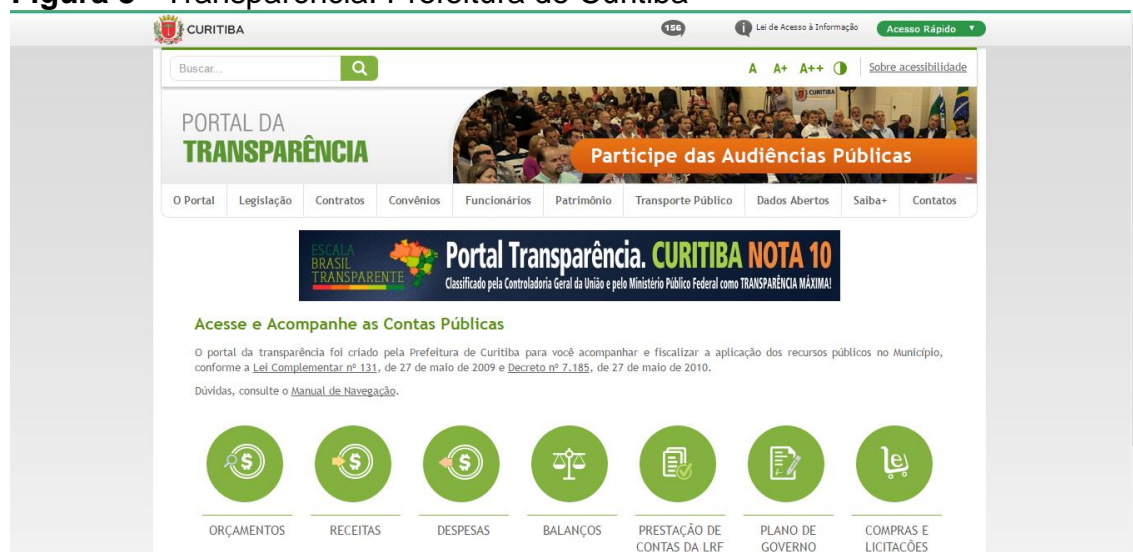 Figura 8 - Transparência: Prefeitura de Curitiba
CURITIBA
156
Lei de Acesso à Informação
Acesso Rápido
Buscar...
A A+ A++
Sobre acessibilidade
PORTAL DA
TRANSPARÊNCIA
CURITIBA
Participe das Audiências Públicas
O Portal Legislação Contratos Convênios Funcionários Patrimônio Transporte Público Dados Abertos Saiba+ Contatos
ESCALA
BRASIL
TRANSPARENTE
Portal Transparência. CURITIBA NOTA 10
Classificado pela Controladoria Geral da União e pelo Ministério Público Federal como TRANSPARÊNCIA MÁXIMA!
Acesse e Acompanhe as Contas Públicas
O portal da transparência foi criado pela Prefeitura de Curitiba para você acompanhar e fiscalizar a aplicação dos recursos públicos no Município,
conforme a Lei Complementar nº 131, de 27 de maio de 2009 e Decreto nº 7.185, de 27 de maio de 2010.
Dúvidas, consulte o Manual de Navegação.
ORÇAMENTOS
RECEITAS
DESPESAS
BALANÇOS
PRESTAÇÃO DE
CONTAS DA LRF
PLANO DE
GOVERNO
COMPRAS E
LICITAÇÕES